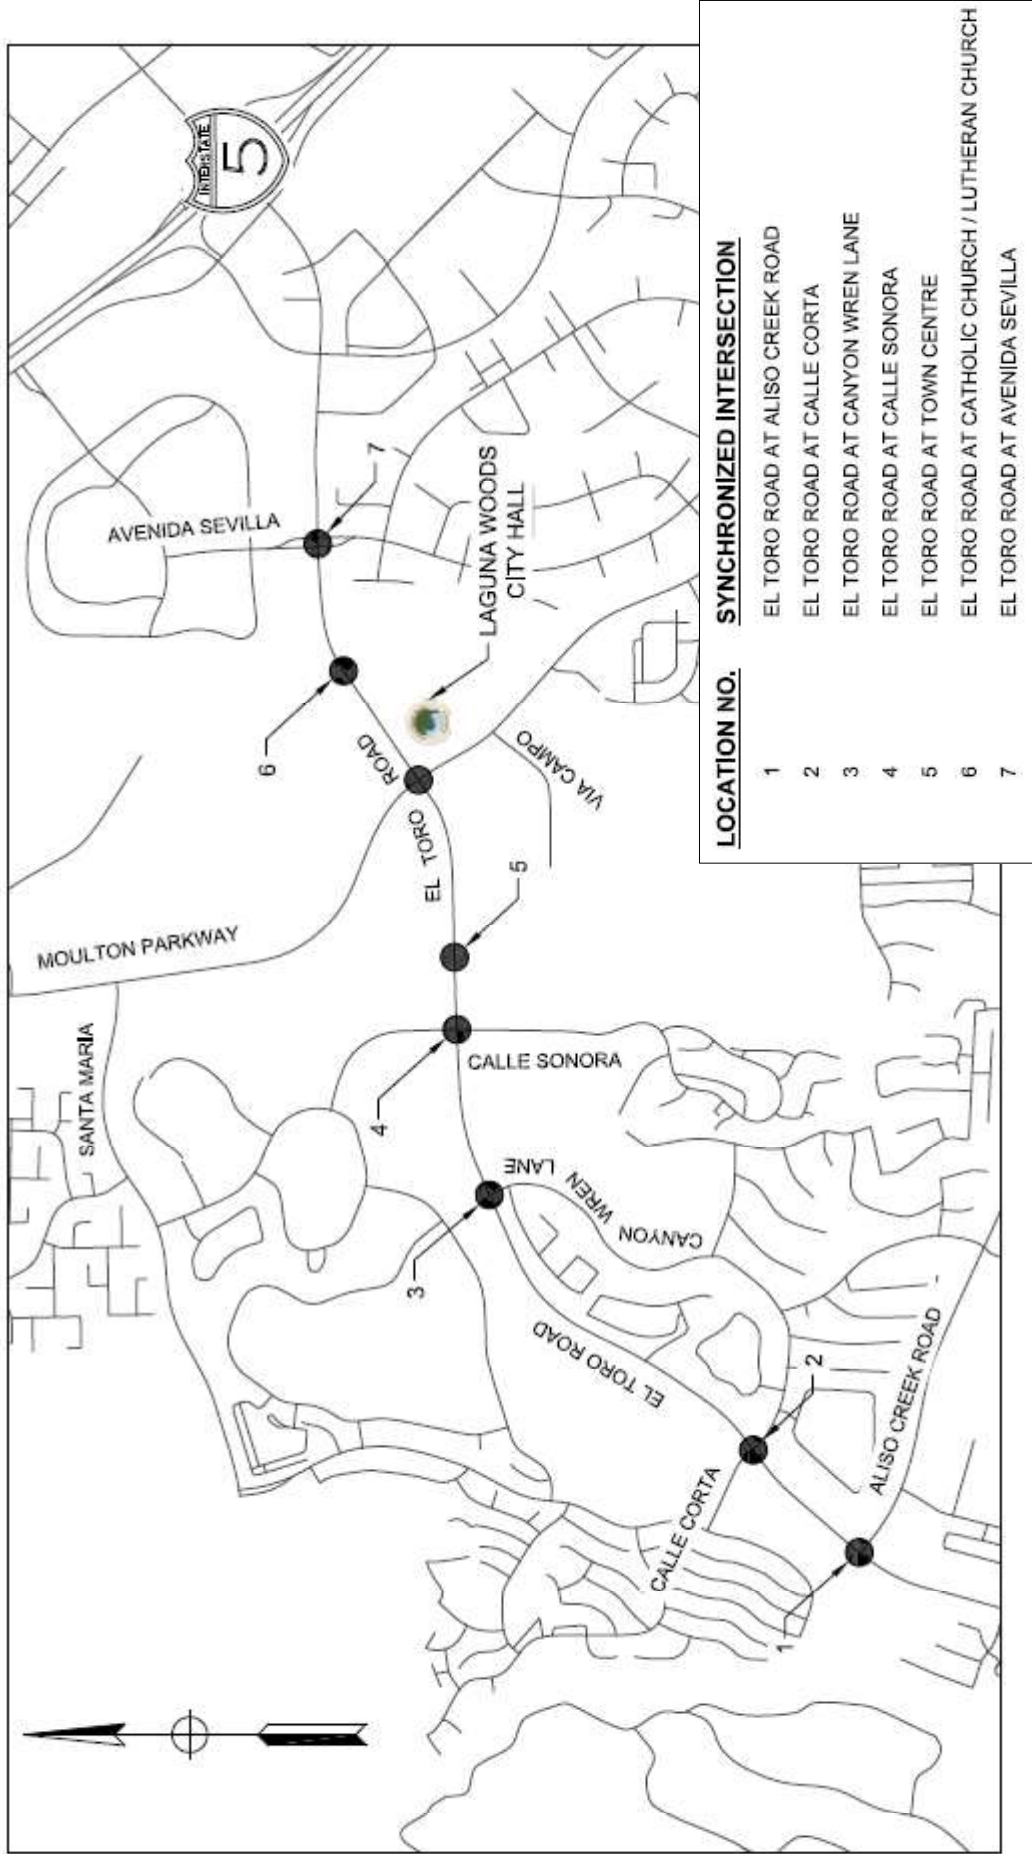 INTERSTATE
5
AVENIDA SEVILLA
7
LAGUNA WOODS
CITY HALL
6
EL TORO ROAD
VIA CAMPO
5
MOULTON PARKWAY
SANTA MARIA
4
CALLE SONORA
3
CANYON WREN LANE
EL TORO ROAD
2
CALLE CORTA
ALISO CREEK ROAD
1
LOCATION NO. SYNCHRONIZED INTERSECTION
1 EL TORO ROAD AT ALISO CREEK ROAD
2 EL TORO ROAD AT CALLE CORTA
3 EL TORO ROAD AT CANYON WREN LANE
4 EL TORO ROAD AT CALLE SONORA
5 EL TORO ROAD AT TOWN CENTRE
6 EL TORO ROAD AT CATHOLIC CHURCH / LUTHERAN CHURCH
7 EL TORO ROAD AT AVENIDA SEVILLA